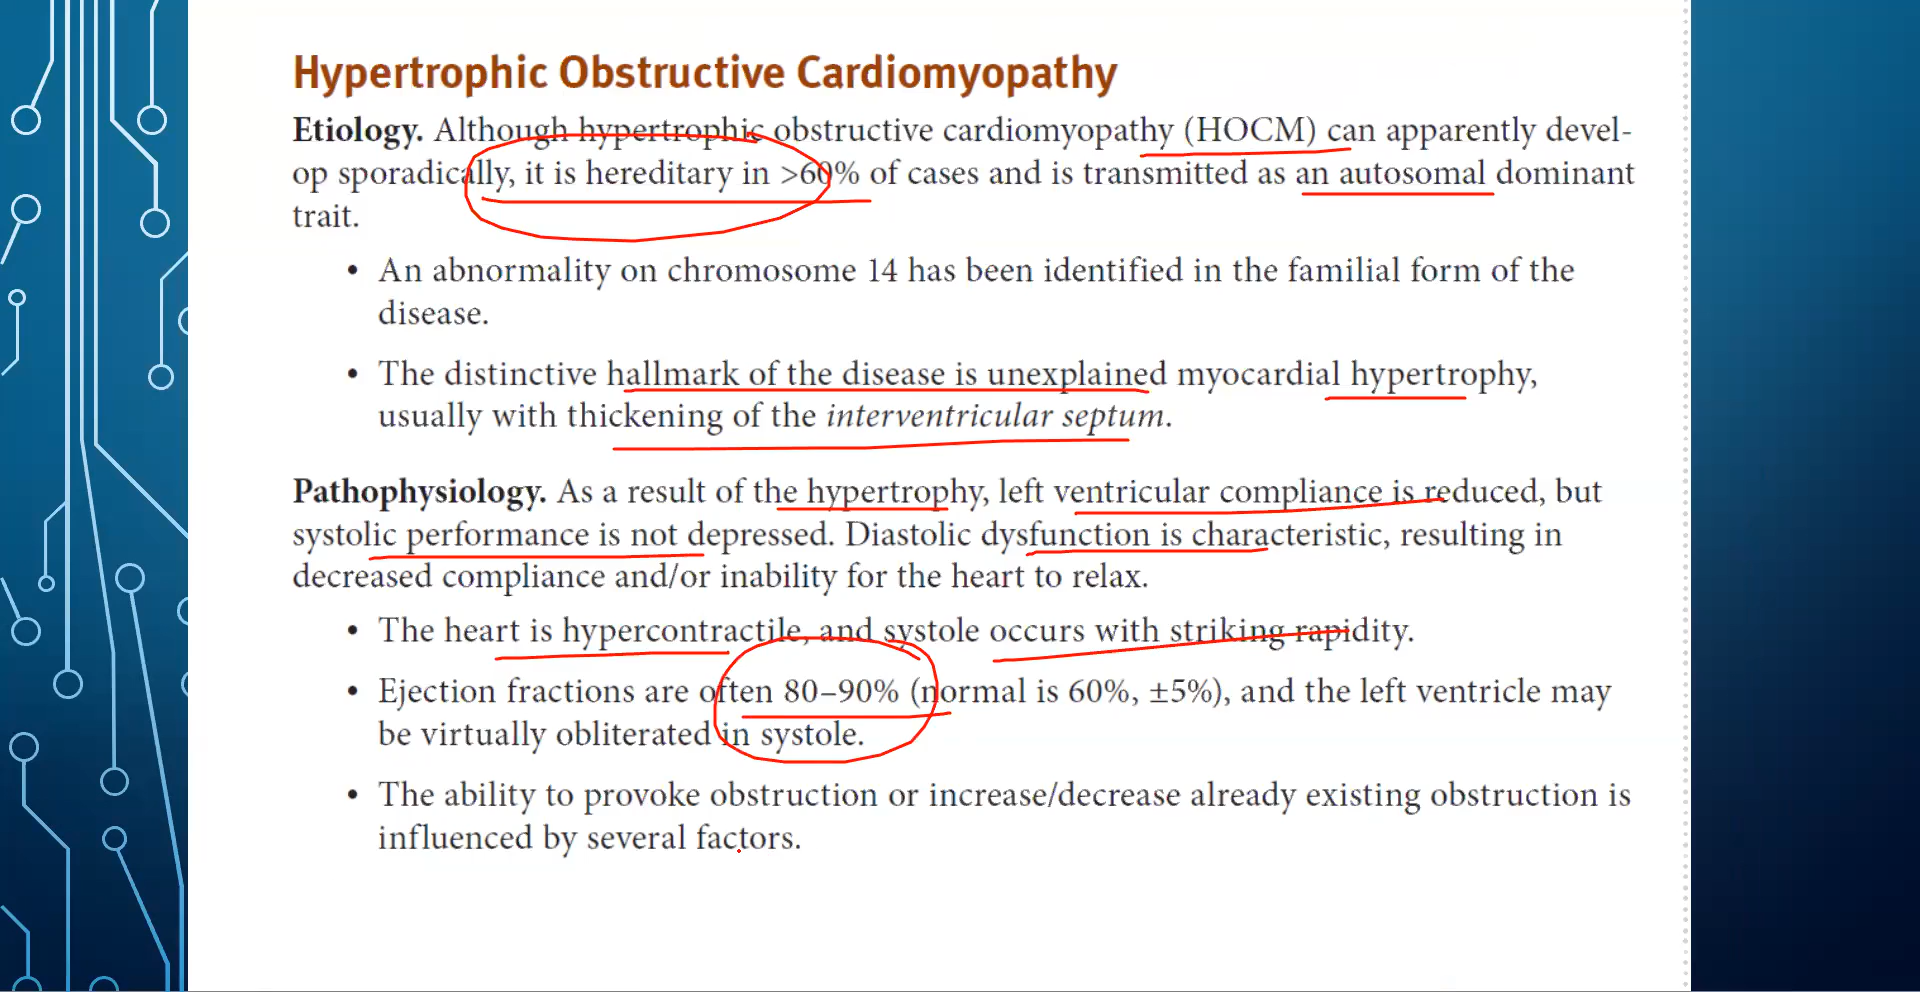 Hypertrophic Obstructive Cardiomyopathy
Etiology. Although hypertrophic obstructive cardiomyopathy (HOCM) can apparently devel-
op sporadically, it is hereditary in >60% of cases and is transmitted as an autosomal dominant
trait.
• An abnormality on chromosome 14 has been identified in the familial form of the
disease.
• The distinctive hallmark of the disease is unexplained myocardial hypertrophy,
usually with thickening of the interventricular septum.
Pathophysiology. As a result of the hypertrophy, left ventricular compliance is reduced, but
systolic performance is not depressed. Diastolic dysfunction is characteristic, resulting in
decreased compliance and/or inability for the heart to relax.
• The heart is hypercontractile, and systole occurs with striking rapidity.
• Ejection fractions are often 80–90% (normal is 60%, ±5%), and the left ventricle may
be virtually obliterated in systole.
• The ability to provoke obstruction or increase/decrease already existing obstruction is
influenced by several factors.